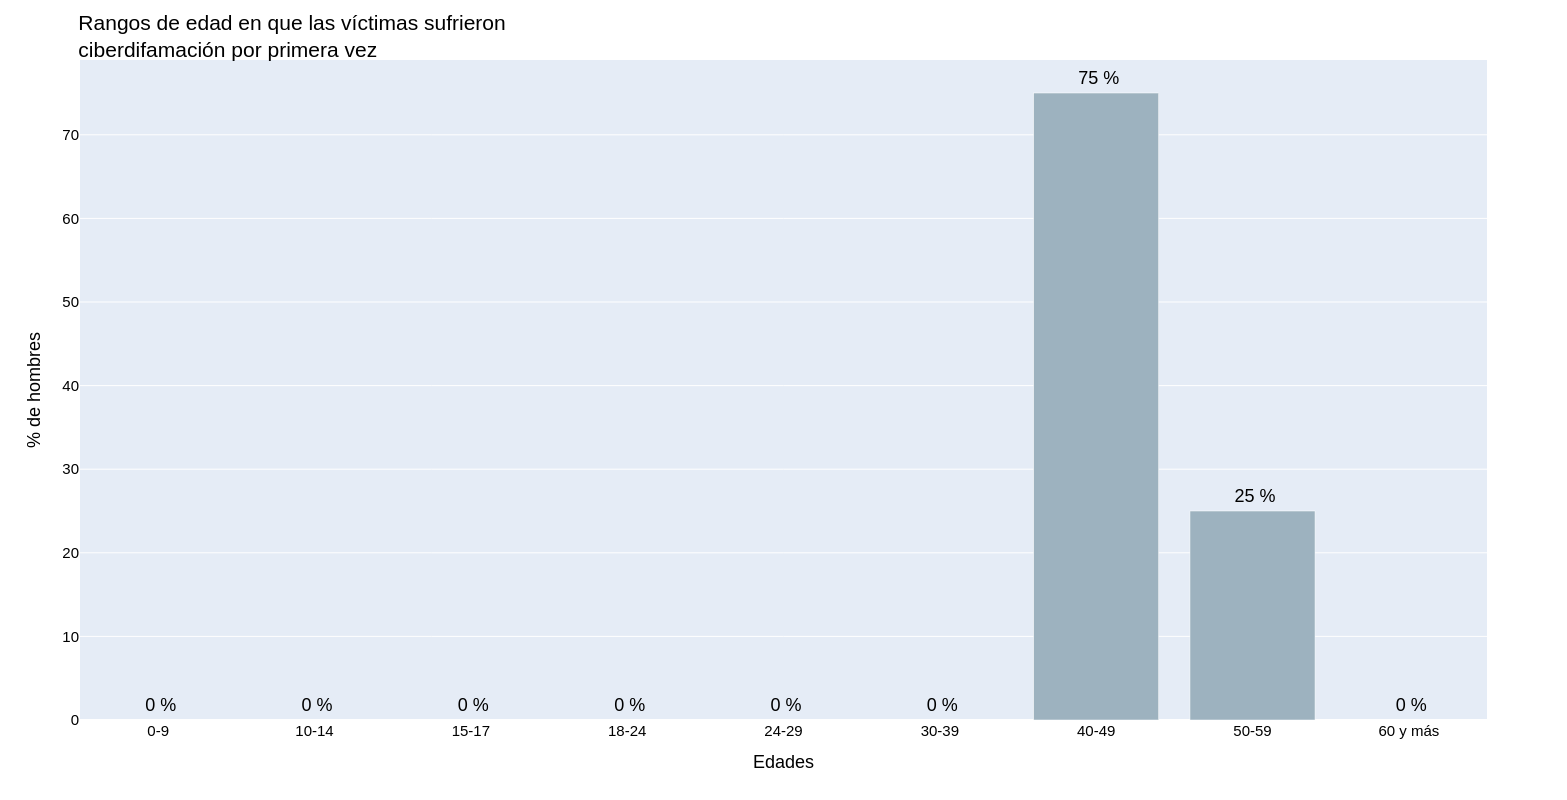 Rangos de edad en que las víctimas sufrieron
ciberdifamación por primera vez
75 %
70
60
50
40
% de hombres
30
25 %
20
10
0 % 0 % 0 % 0 % 0 % 0 % 0 %
0
0-9 10-14 15-17 18-24 24-29 30-39 40-49 50-59 60 y más
Edades